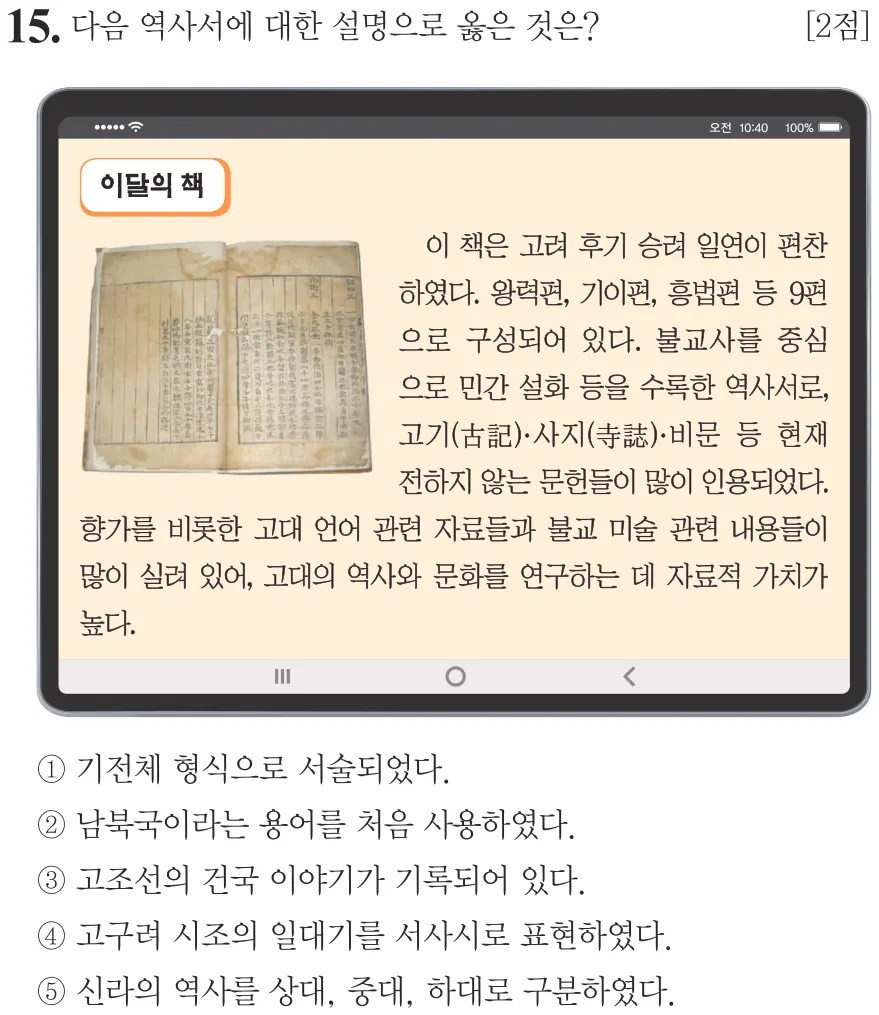 15. 다음 역사서에 대한 설명으로 옳은 것은? [2점]
오전 10:40 100%
이달의 책
이 책은 고려 후기 승려 일연이 편찬
하였다. 왕력편, 기이편, 흥법편 등 9편
으로 구성되어 있다. 불교사를 중심
으로 민간 설화 등을 수록한 역사서로,
고기(古記)·사지(寺誌)·비문 등 현재
전하지 않는 문헌들이 많이 인용되었다.
향가를 비롯한 고대 언어 관련 자료들과 불교 미술 관련 내용들이
많이 실려 있어, 고대의 역사와 문화를 연구하는 데 자료적 가치가
높다.
① 기전체 형식으로 서술되었다.
② 남북국이라는 용어를 처음 사용하였다.
③ 고조선의 건국 이야기가 기록되어 있다.
④ 고구려 시조의 일대기를 서사시로 표현하였다.
⑤ 신라의 역사를 상대, 중대, 하대로 구분하였다.